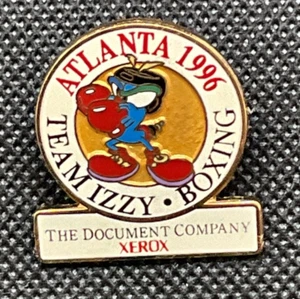 ATLANTA 1996
TEAM IZZY • BOXING
THE DOCUMENT COMPANY
XEROX